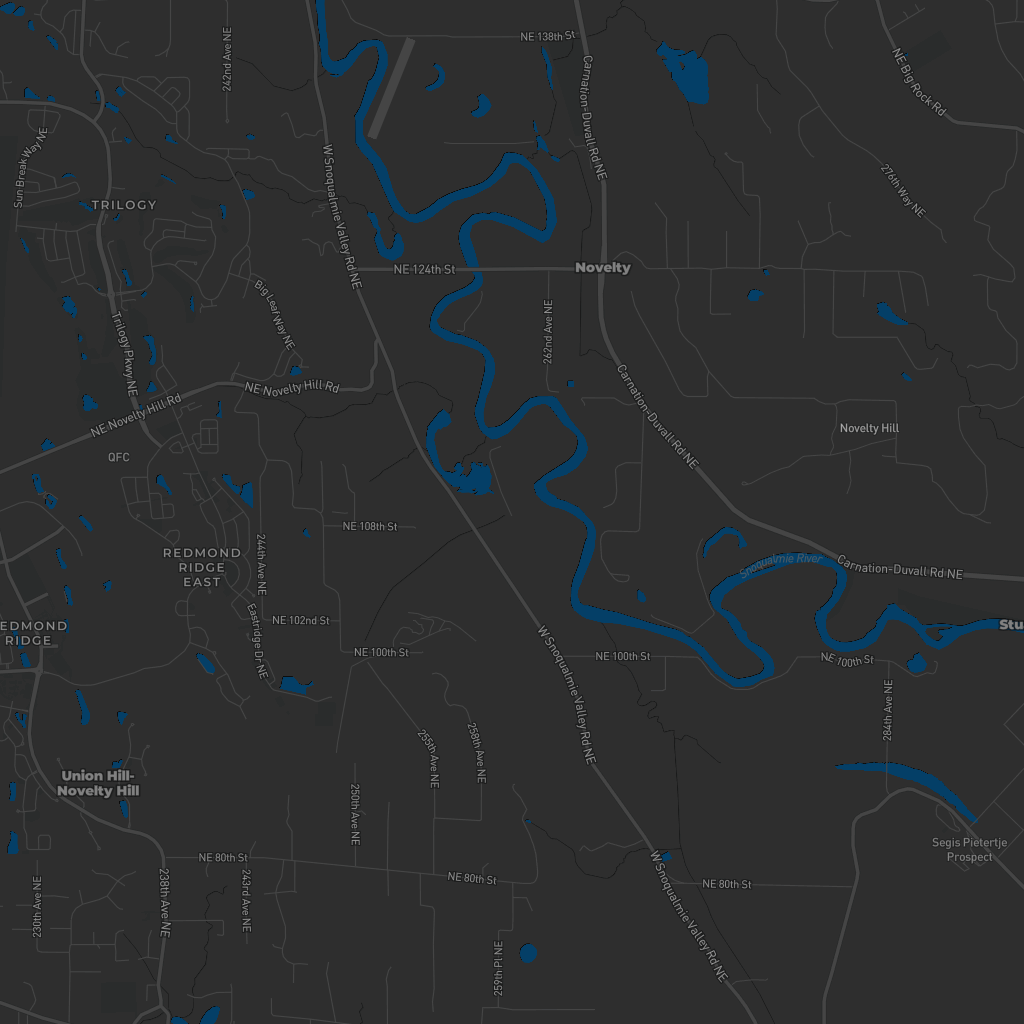 NE 138th St
262nd Ave NE
Carnation-Duvall Rd NE
NE Big Rock Rd
Sun Break Way NE
W Snoqualmie Valley Rd NE
276th Way NE
TRILOGY
NE 124th St
Novelty
Big Leaf Way NE
262nd Ave NE
Trilogy Pkwy NE
NE Novelty Hill Rd
NE Novelty Hill Rd
Carnation-Duvall Rd NE
Novelty Hill
QFC
NE 108th St
REDMOND
RIDGE
EAST
244th Ave NE
Snoqualmie River
Carnation-Duvall Rd NE
Eastridge Dr NE
NE 102nd St
EDMOND
RIDGE
Stu
NE 100th St
W Snoqualmie Valley Rd NE
NE 100th St
NE 100th St
284th Ave NE
255th Ave NE
258th Ave NE
Union Hill-
Novelty Hill
250th Ave NE
Segis Pietertje
Prospect
NE 80th St
NE 80th St
NE 80th St
230th Ave NE
238th Ave NE
243rd Ave NE
W Snoqualmie Valley Rd NE
259th Pl NE